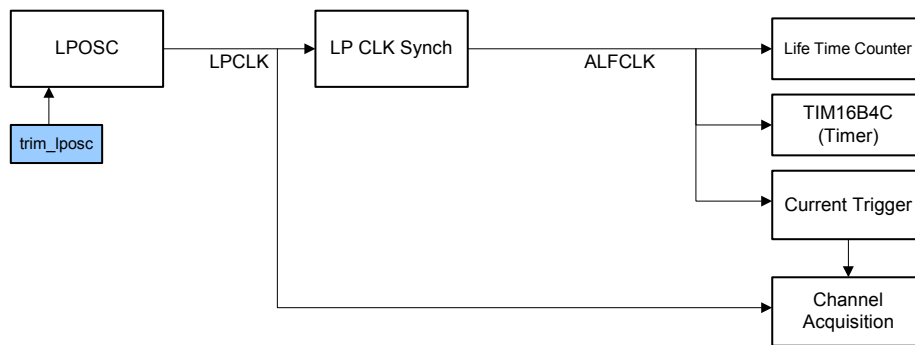 LPOSC
LPCLK
LP CLK Synch
ALFCLK
Life Time Counter
TIM16B4C
(Timer)
trim_lposc
Current Trigger
Channel
Acquisition